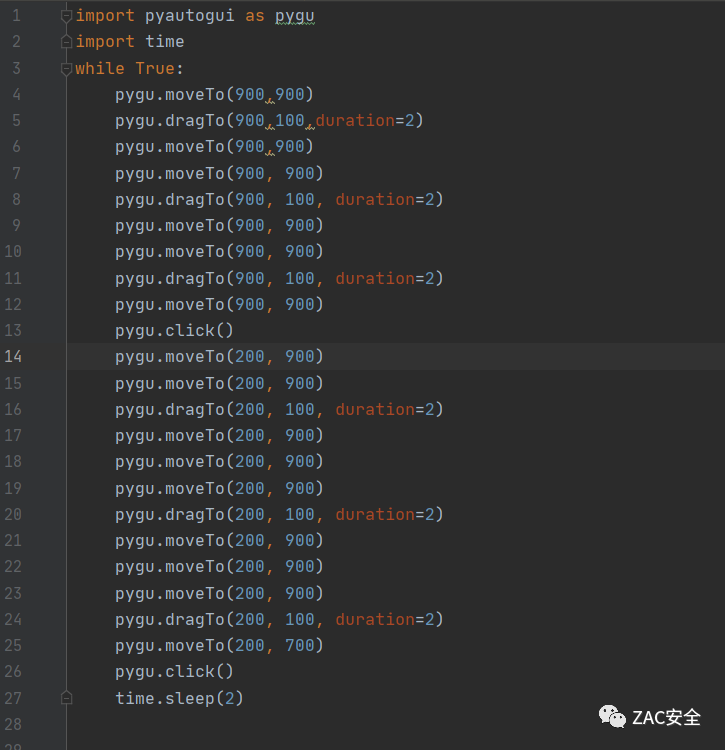 1 import pyautogui as pygu
2 import time
3 while True:
4     pygu.moveTo(900,900)
5     pygu.dragTo(900,100,duration=2)
6     pygu.moveTo(900,900)
7     pygu.moveTo(900, 900)
8     pygu.dragTo(900, 100, duration=2)
9     pygu.moveTo(900, 900)
10     pygu.moveTo(900, 900)
11     pygu.dragTo(900, 100, duration=2)
12     pygu.moveTo(900, 900)
13     pygu.click()
14     pygu.moveTo(200, 900)
15     pygu.moveTo(200, 900)
16     pygu.dragTo(200, 100, duration=2)
17     pygu.moveTo(200, 900)
18     pygu.moveTo(200, 900)
19     pygu.moveTo(200, 900)
20     pygu.dragTo(200, 100, duration=2)
21     pygu.moveTo(200, 900)
22     pygu.moveTo(200, 900)
23     pygu.moveTo(200, 900)
24     pygu.dragTo(200, 100, duration=2)
25     pygu.moveTo(200, 700)
26     pygu.click()
27     time.sleep(2)
28
ZAC安全